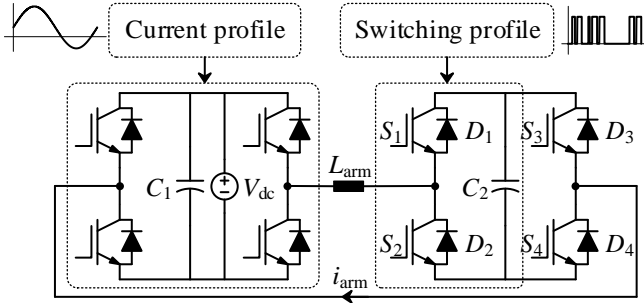 Current profile
Switching profile
S1 D1 S3 D3
C1 Vdc Larm C2
S2 D2 S4 D4
iarm